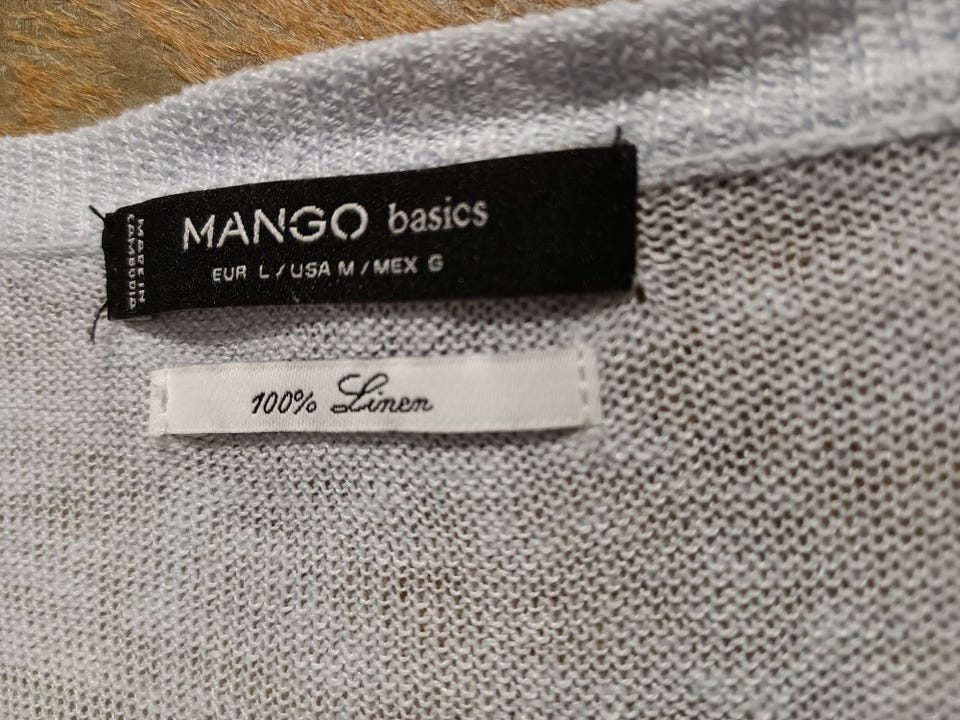 MANGO basics
EUR L / USA M / MEX G
MADE IN
CAMBODIA
100% Linen